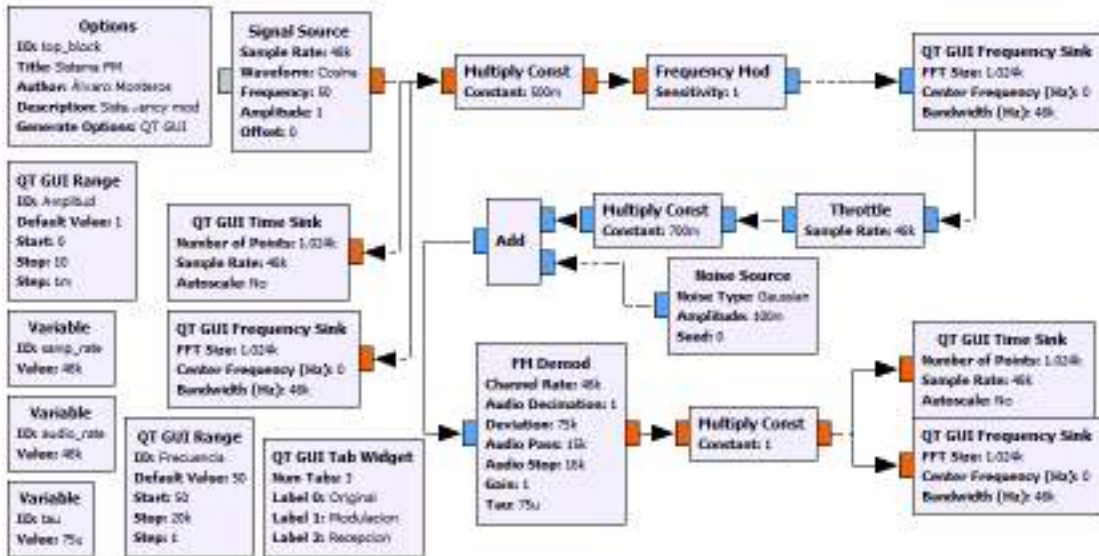 Options
ID: top_block
Title: Sistema FM
Author: Álvaro Monteros
Description: Siste...ancy mod
Generate Options: QT GUI
Signal Source
Sample Rate: 48k
Waveform: Cosine
Frequency: 50
Amplitude: 1
Offset: 0
Multiply Const
Constant: 500m
Frequency Mod
Sensitivity: 1
QT GUI Frequency Sink
FFT Size: 1.024k
Center Frequency (Hz): 0
Bandwidth (Hz): 48k
QT GUI Range
ID: Amplitud
Default Value: 1
Start: 0
Stop: 10
Step: 1m
QT GUI Time Sink
Number of Points: 1.024k
Sample Rate: 48k
Autoscale: No
Add
Multiply Const
Constant: 700m
Throttle
Sample Rate: 48k
Noise Source
Noise Type: Gaussian
Amplitude: 100m
Seed: 0
Variable
ID: samp_rate
Value: 48k
QT GUI Frequency Sink
FFT Size: 1.024k
Center Frequency (Hz): 0
Bandwidth (Hz): 48k
FM Demod
Channel Rate: 48k
Audio Decimation: 1
Deviation: 75k
Audio Pass: 15k
Audio Stop: 16k
Gain: 1
Tau: 75u
Multiply Const
Constant: 1
QT GUI Time Sink
Number of Points: 1.024k
Sample Rate: 48k
Autoscale: No
QT GUI Frequency Sink
FFT Size: 1.024k
Center Frequency (Hz): 0
Bandwidth (Hz): 48k
Variable
ID: audio_rate
Value: 48k
QT GUI Range
ID: Frecuencia
Default Value: 50
Start: 50
Stop: 20k
Step: 1
QT GUI Tab Widget
Num Tabs: 3
Label 0: Original
Label 1: Modulacion
Label 2: Recepcion
Variable
ID: tau
Value: 75u